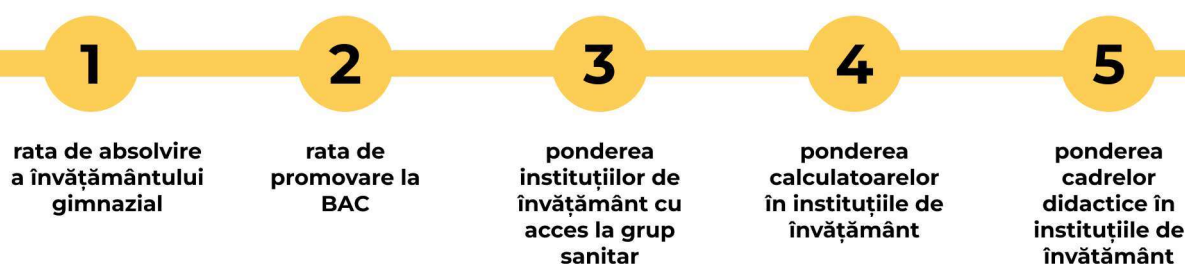 1
rata de absolvire
a învățământului
gimnazial
2
rata de
promovare la
BAC
3
ponderea
instituțiilor de
învățământ cu
acces la grup
sanitar
4
ponderea
calculatoarelor
în instituțiile de
învățământ
5
ponderea
cadrelor
didactice în
instituțiile de
învățământ